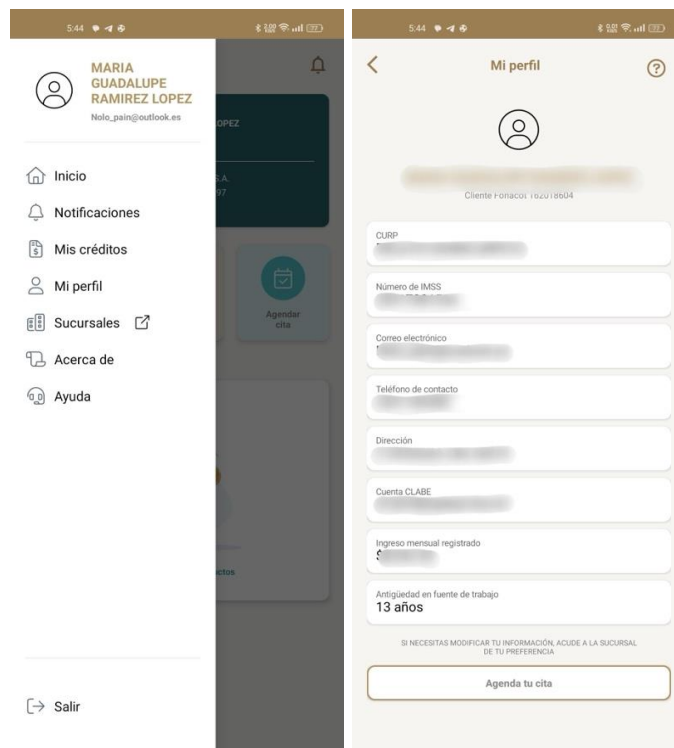 5:44
MARIA
GUADALUPE
RAMIREZ LOPEZ
Nolo_pain@outlook.es
Inicio
Notificaciones
Mis créditos
Mi perfil
Sucursales
Acerca de
Ayuda
Salir
OPEZ
S.A.
97
Agendar
cita
ctos
5:44
Mi perfil
Cliente Fonacot 162018604
CURP
Número de IMSS
Correo electrónico
Teléfono de contacto
Dirección
Cuenta CLABE
Ingreso mensual registrado
$
Antigüedad en fuente de trabajo
13 años
SI NECESITAS MODIFICAR TU INFORMACIÓN, ACUDE A LA SUCURSAL
DE TU PREFERENCIA
Agenda tu cita